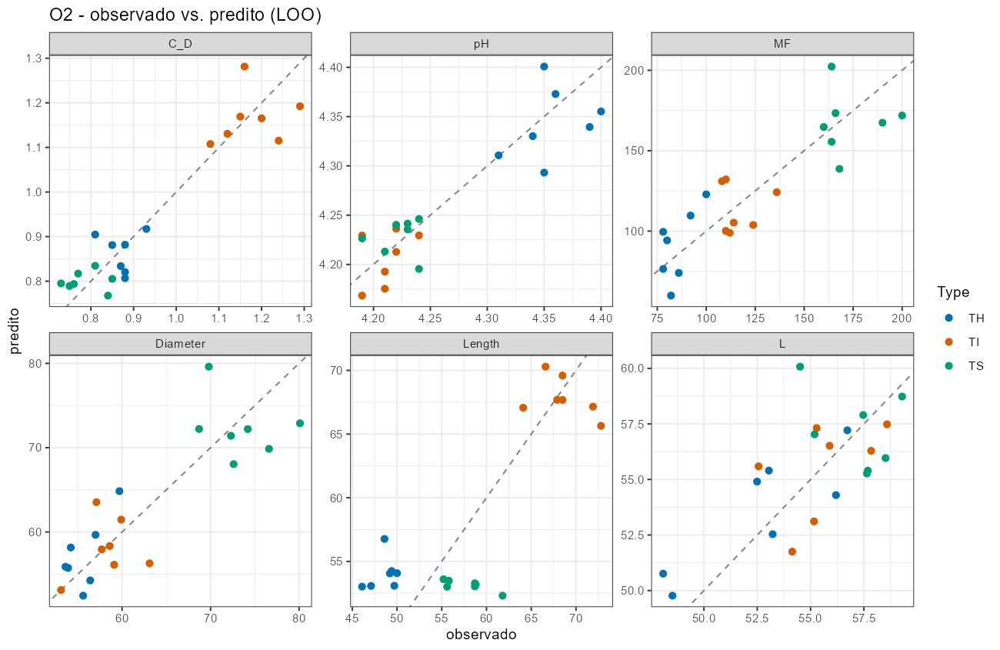 O2 - observado vs. predito (LOO)
C_D
pH
MF
1.3
1.2
1.1
1.0
0.9
0.8
0.8 0.9 1.0 1.1 1.2 1.3
4.40
4.35
4.30
4.25
4.20
4.20 4.25 4.30 4.35 4.40
200
150
100
75 100 125 150 175 200
Diameter
Length
L
80
70
60
60 70 80
70
65
60
55
45 50 55 60 65 70
60.0
57.5
55.0
52.5
50.0
50.0 52.5 55.0 57.5
predito
observado
Type
TH
TI
TS